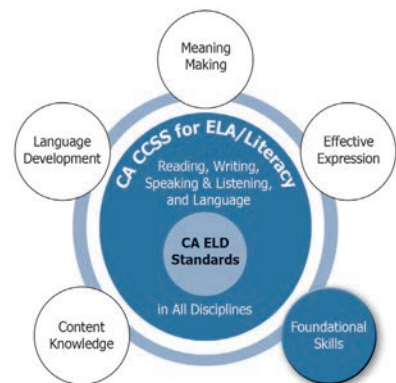 Meaning
Making
Language
Development
Effective
Expression
CA CCSS for ELA/Literacy
Reading, Writing,
Speaking & Listening,
and Language
CA ELD
Standards
in All Disciplines
Content
Knowledge
Foundational
Skills